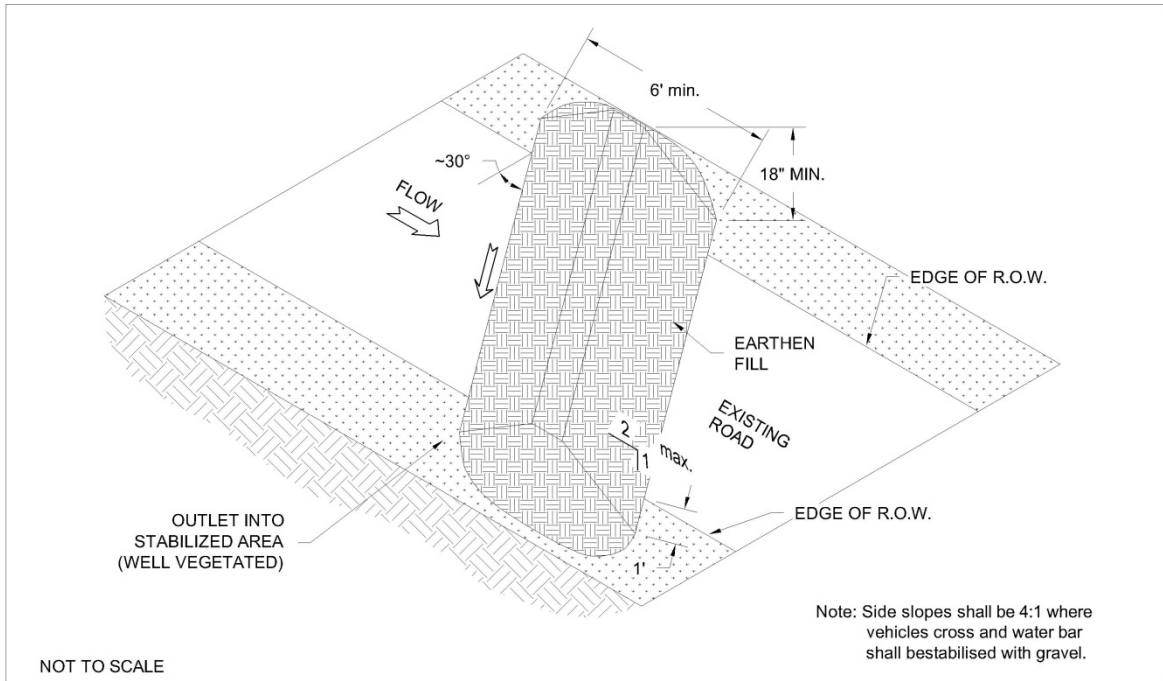 6' min.
18" MIN.
~30°
FLOW
EDGE OF R.O.W.
EARTHEN
FILL
EXISTING
ROAD
2
1
max.
EDGE OF R.O.W.
OUTLET INTO
STABILIZED AREA
(WELL VEGETATED)
1'
Note: Side slopes shall be 4:1 where
vehicles cross and water bar
shall bestabilised with gravel.
NOT TO SCALE